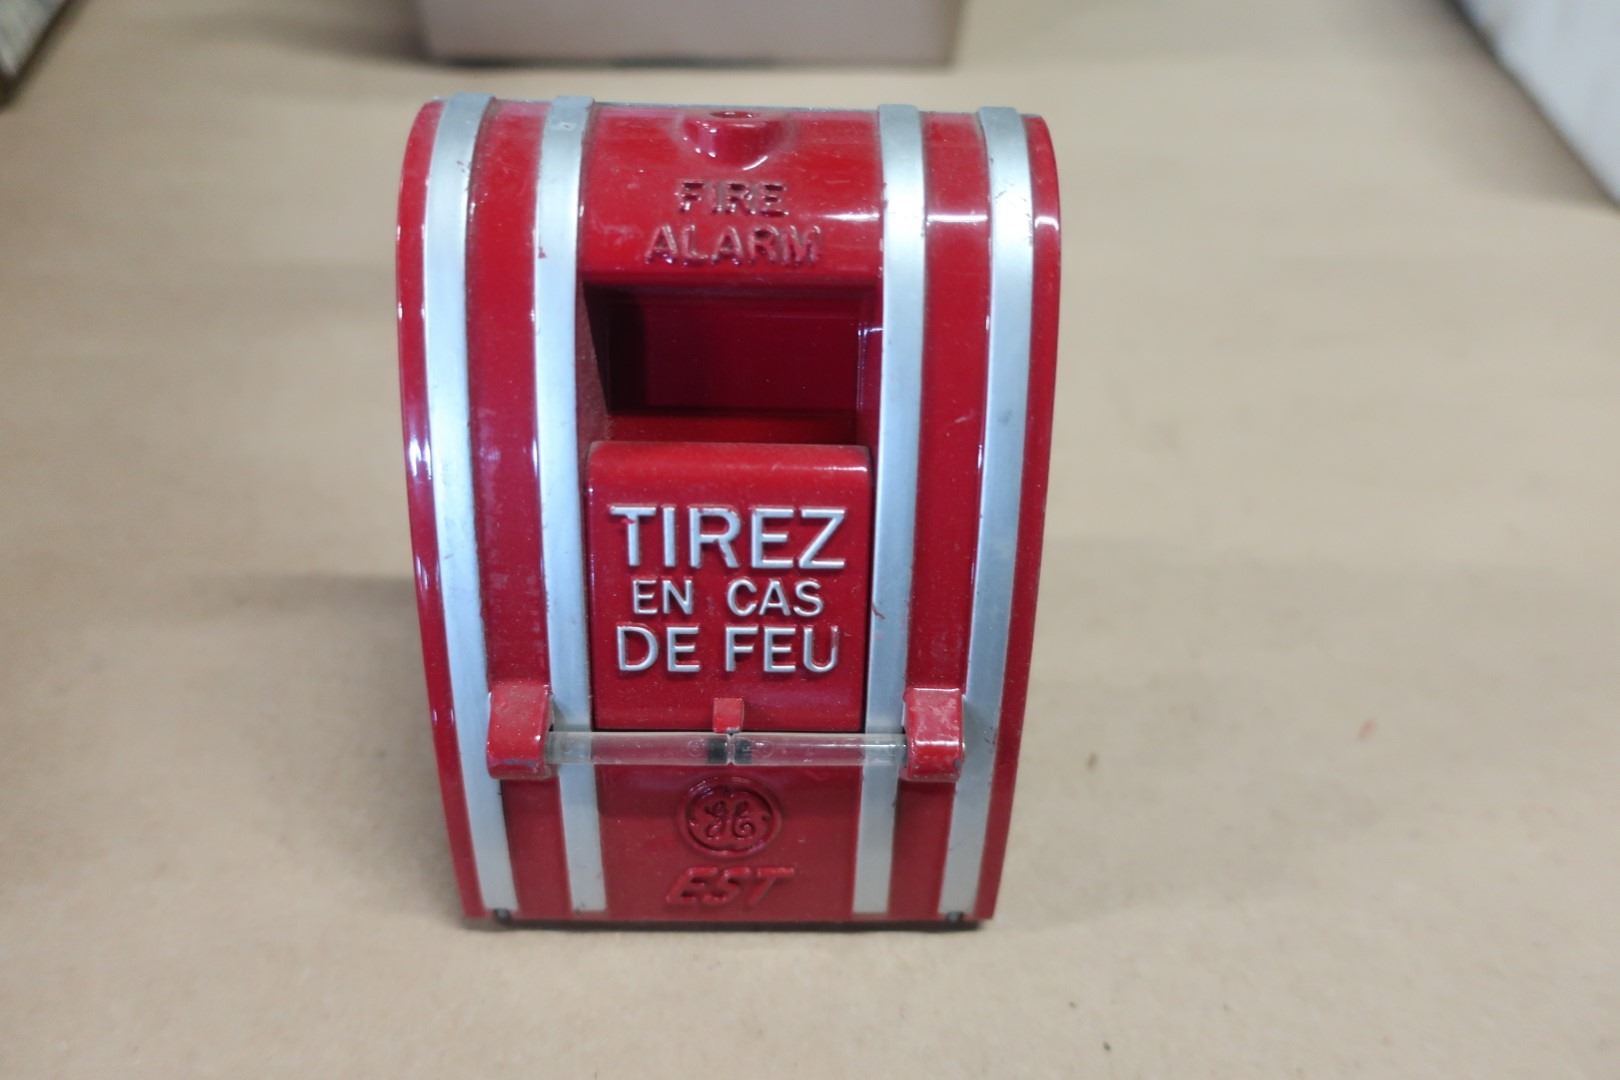 FIRE
ALARM
TIREZ
EN CAS
DE FEU
GE
EST